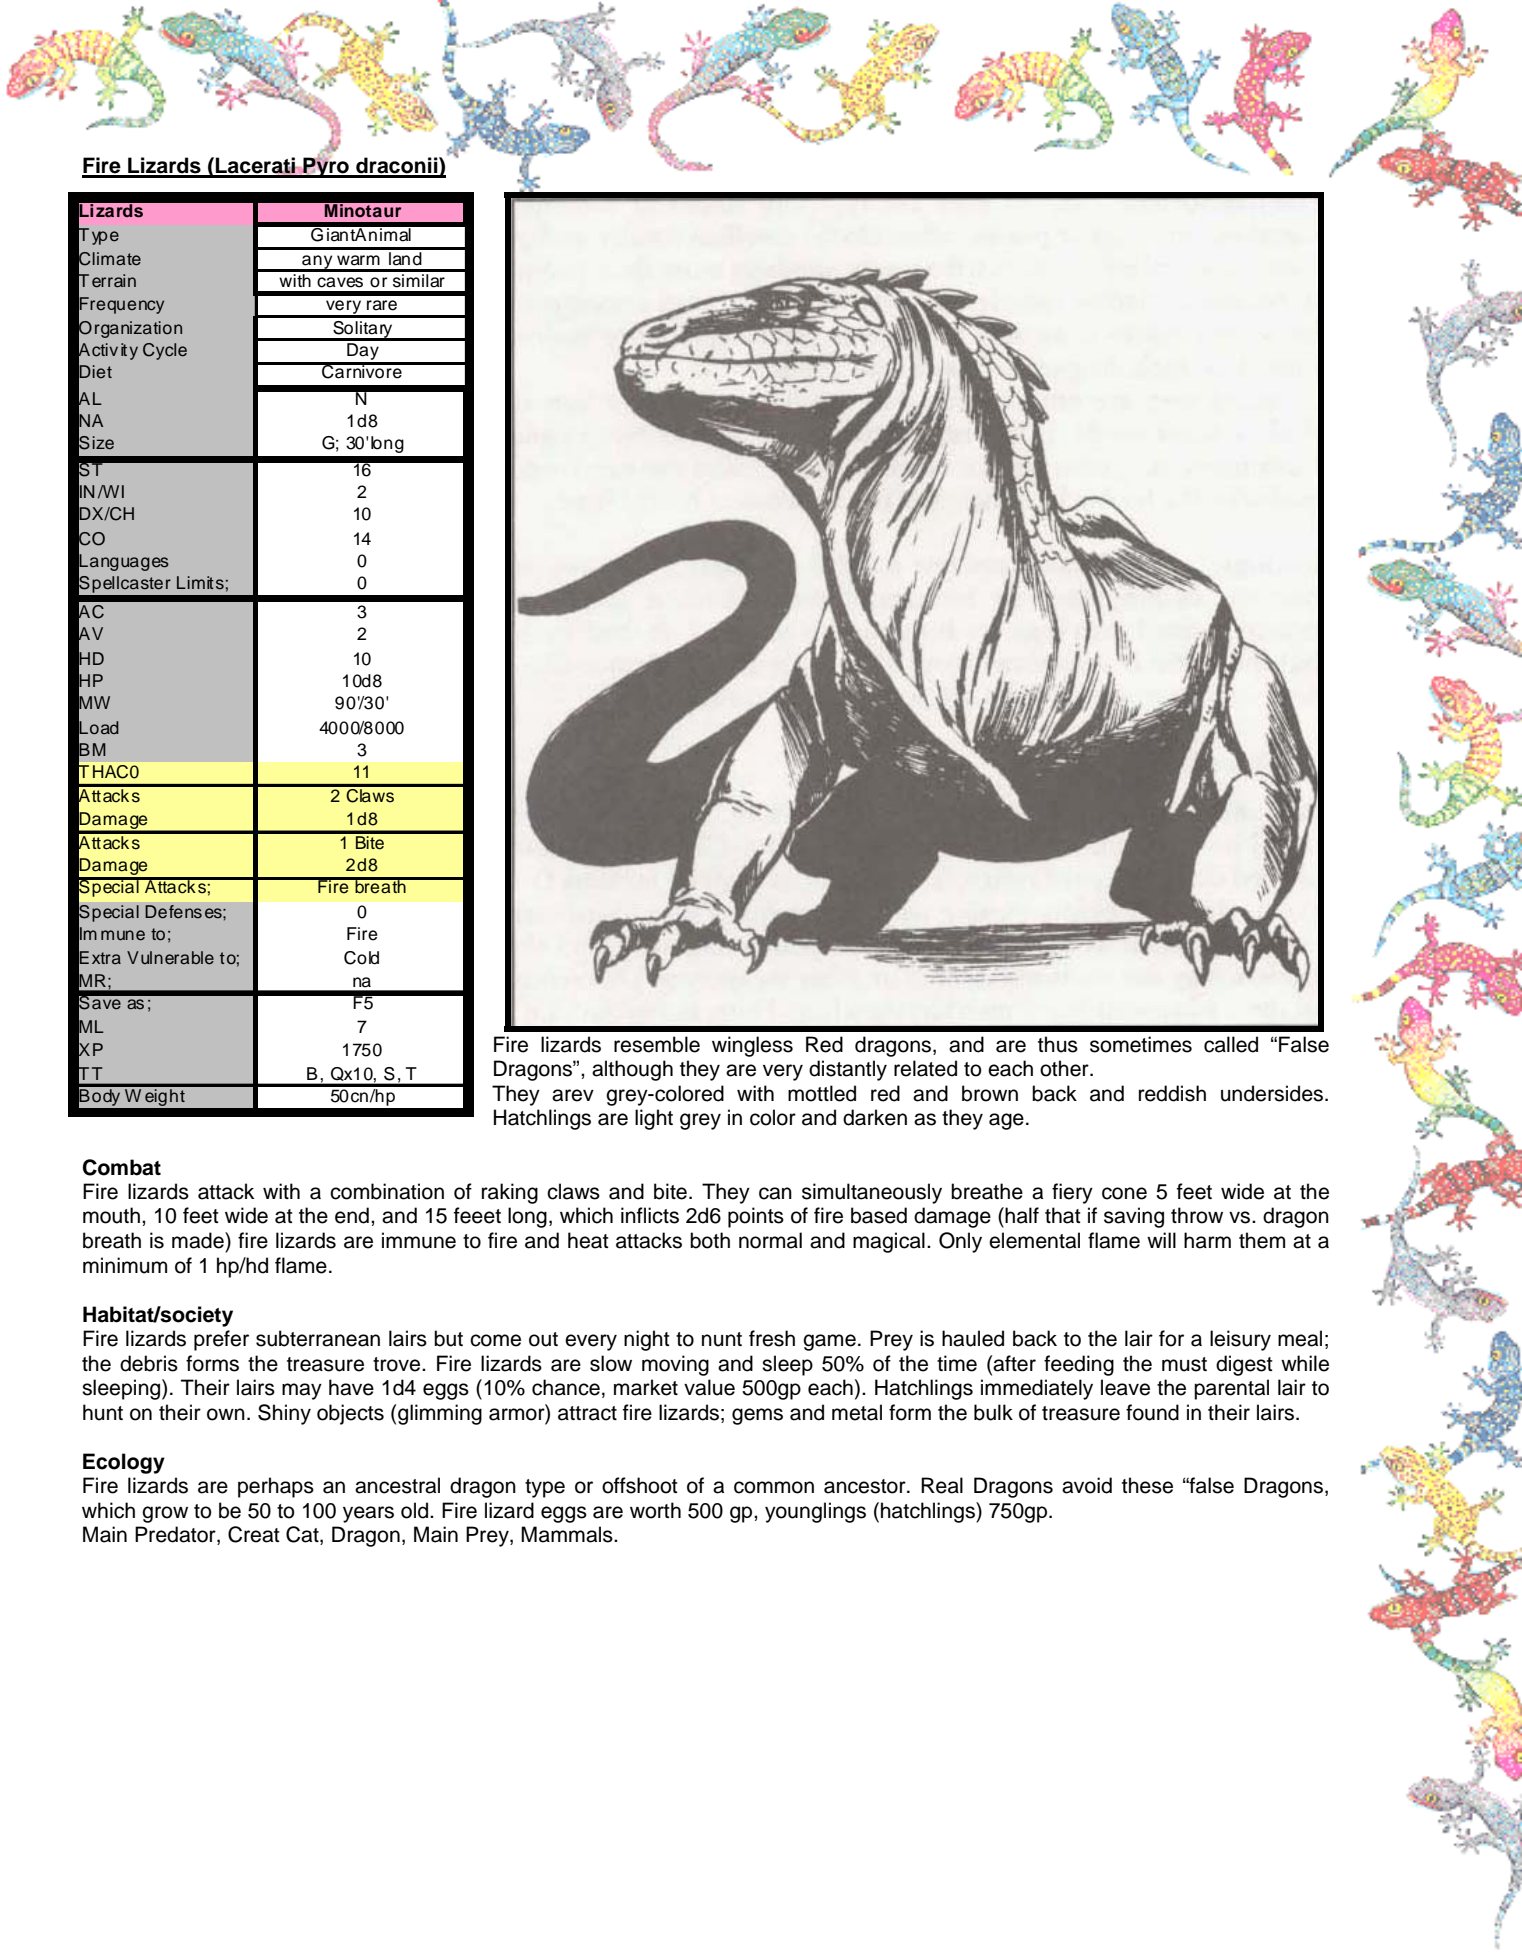 Fire Lizards (Lacerati Pyro draconii)
Lizards Minotaur
Type GiantAnimal
Climate any warm land
Terrain with caves or similar
Frequency very rare
Organization Solitary
Activity Cycle Day
Diet Carnivore
AL N
NA 1d8
Size G; 30'long
ST 16
IN/WI 2
DX/CH 10
CO 14
Languages 0
Spellcaster Limits; 0
AC 3
AV 2
HD 10
HP 10d8
MW 90'/30'
Load 4000/8000
BM 3
THAC0 11
Attacks 2 Claws
Damage 1d8
Attacks 1 Bite
Damage 2d8
Special Attacks; Fire breath
Special Defenses; 0
Immune to; Fire
Extra Vulnerable to; Cold
MR; na
Save as; F5
ML 7
XP 1750
TT B, Qx10, S, T
Body Weight 50cn/hp
Fire lizards resemble wingless Red dragons, and are thus sometimes called “False
Dragons”, although they are very distantly related to each other.
They arev grey-colored with mottled red and brown back and reddish undersides.
Hatchlings are light grey in color and darken as they age.
Combat
Fire lizards attack with a combination of raking claws and bite. They can simultaneously breathe a fiery cone 5 feet wide at the
mouth, 10 feet wide at the end, and 15 feeet long, which inflicts 2d6 points of fire based damage (half that if saving throw vs. dragon
breath is made) fire lizards are immune to fire and heat attacks both normal and magical. Only elemental flame will harm them at a
minimum of 1 hp/hd flame.
Habitat/society
Fire lizards prefer subterranean lairs but come out every night to nunt fresh game. Prey is hauled back to the lair for a leisury meal;
the debris forms the treasure trove. Fire lizards are slow moving and sleep 50% of the time (after feeding the must digest while
sleeping). Their lairs may have 1d4 eggs (10% chance, market value 500gp each). Hatchlings immediately leave the parental lair to
hunt on their own. Shiny objects (glimming armor) attract fire lizards; gems and metal form the bulk of treasure found in their lairs.
Ecology
Fire lizards are perhaps an ancestral dragon type or offshoot of a common ancestor. Real Dragons avoid these “false Dragons,
which grow to be 50 to 100 years old. Fire lizard eggs are worth 500 gp, younglings (hatchlings) 750gp.
Main Predator, Creat Cat, Dragon, Main Prey, Mammals.